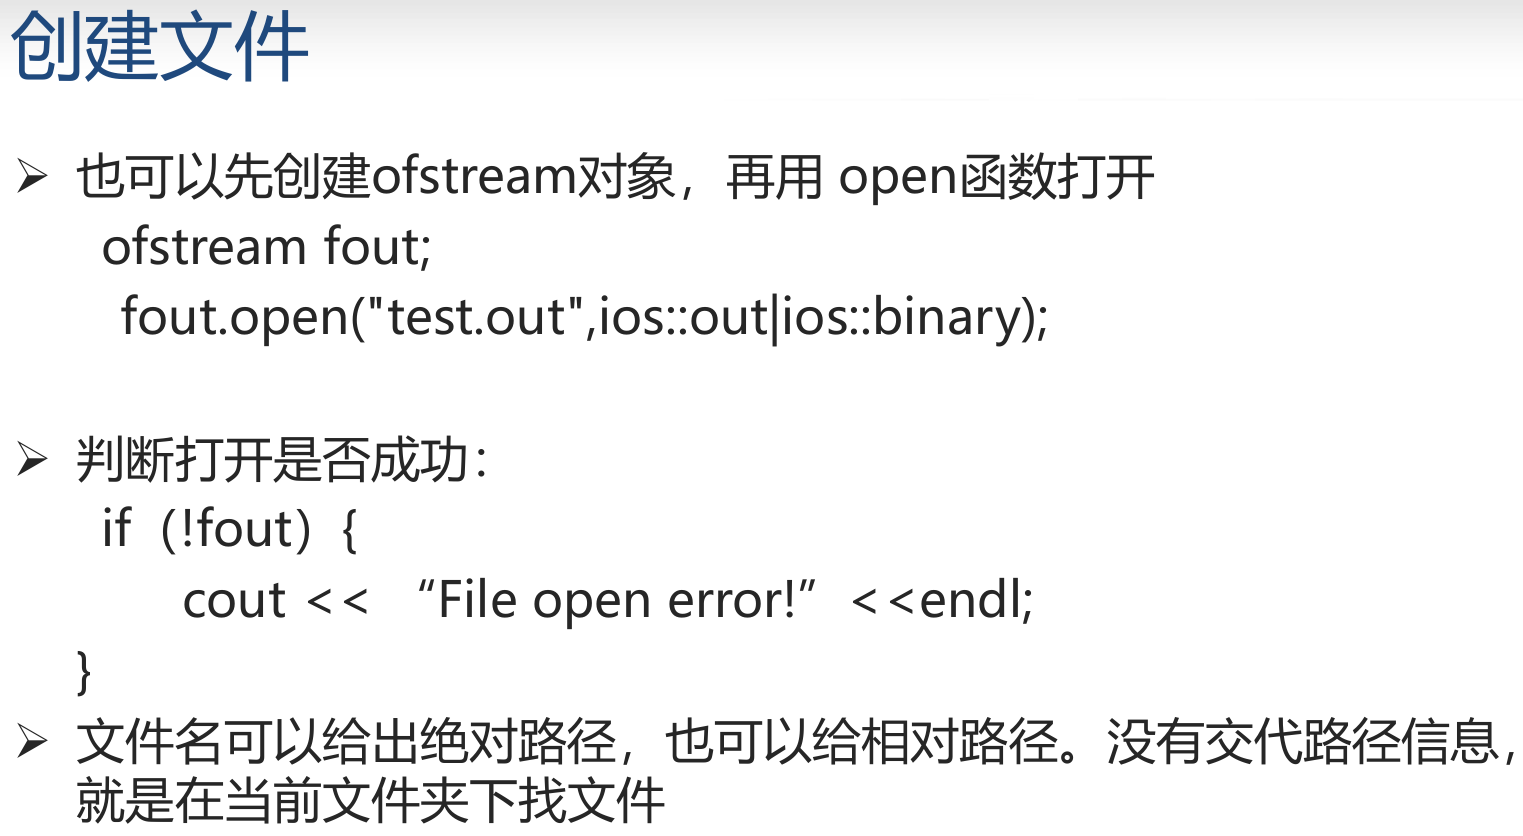 创建文件
也可以先创建ofstream对象，再用 open函数打开
ofstream fout;
fout.open("test.out",ios::out|ios::binary);
判断打开是否成功：
if（!fout）{
cout << “File open error!” <<endl;
}
文件名可以给出绝对路径，也可以给相对路径。没有交代路径信息，
就是在当前文件夹下找文件